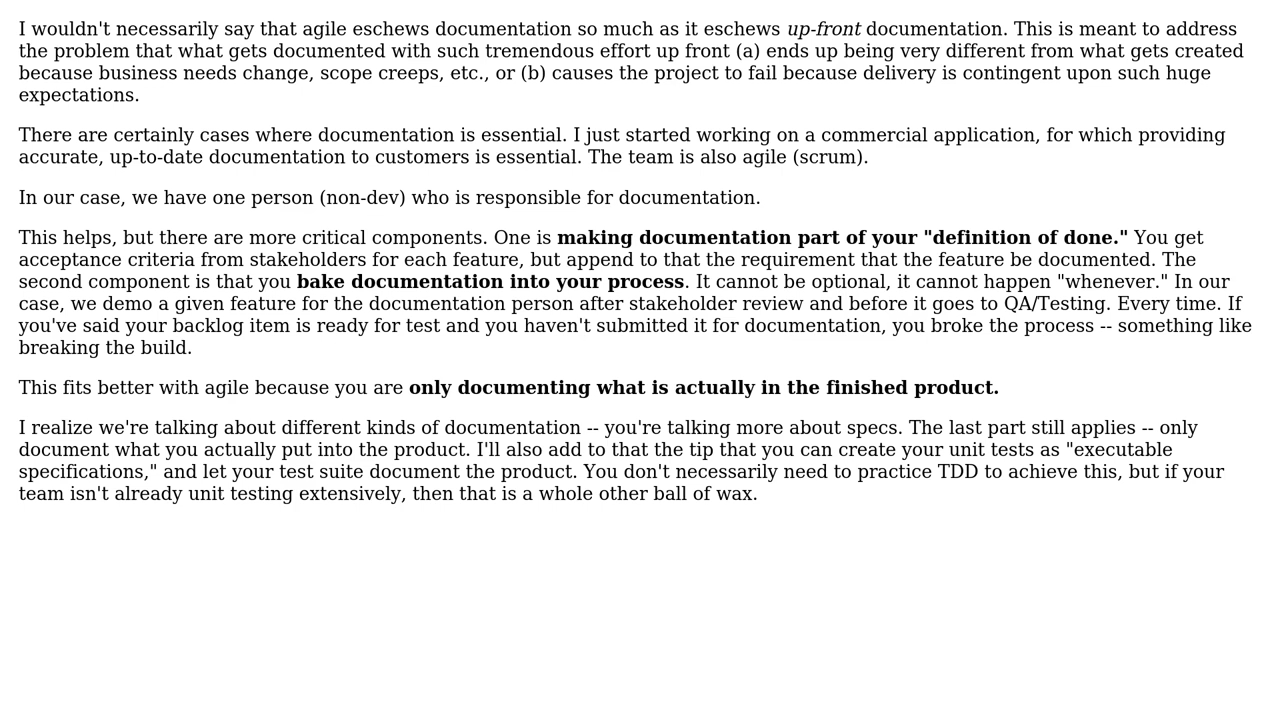 I wouldn't necessarily say that agile eschews documentation so much as it eschews up-front documentation. This is meant to address
the problem that what gets documented with such tremendous effort up front (a) ends up being very different from what gets created
because business needs change, scope creeps, etc., or (b) causes the project to fail because delivery is contingent upon such huge
expectations.
There are certainly cases where documentation is essential. I just started working on a commercial application, for which providing
accurate, up-to-date documentation to customers is essential. The team is also agile (scrum).
In our case, we have one person (non-dev) who is responsible for documentation.
This helps, but there are more critical components. One is making documentation part of your "definition of done." You get
acceptance criteria from stakeholders for each feature, but append to that the requirement that the feature be documented. The
second component is that you bake documentation into your process. It cannot be optional, it cannot happen "whenever." In our
case, we demo a given feature for the documentation person after stakeholder review and before it goes to QA/Testing. Every time. If
you've said your backlog item is ready for test and you haven't submitted it for documentation, you broke the process -- something like
breaking the build.
This fits better with agile because you are only documenting what is actually in the finished product.
I realize we're talking about different kinds of documentation -- you're talking more about specs. The last part still applies -- only
document what you actually put into the product. I'll also add to that the tip that you can create your unit tests as "executable
specifications," and let your test suite document the product. You don't necessarily need to practice TDD to achieve this, but if your
team isn't already unit testing extensively, then that is a whole other ball of wax.